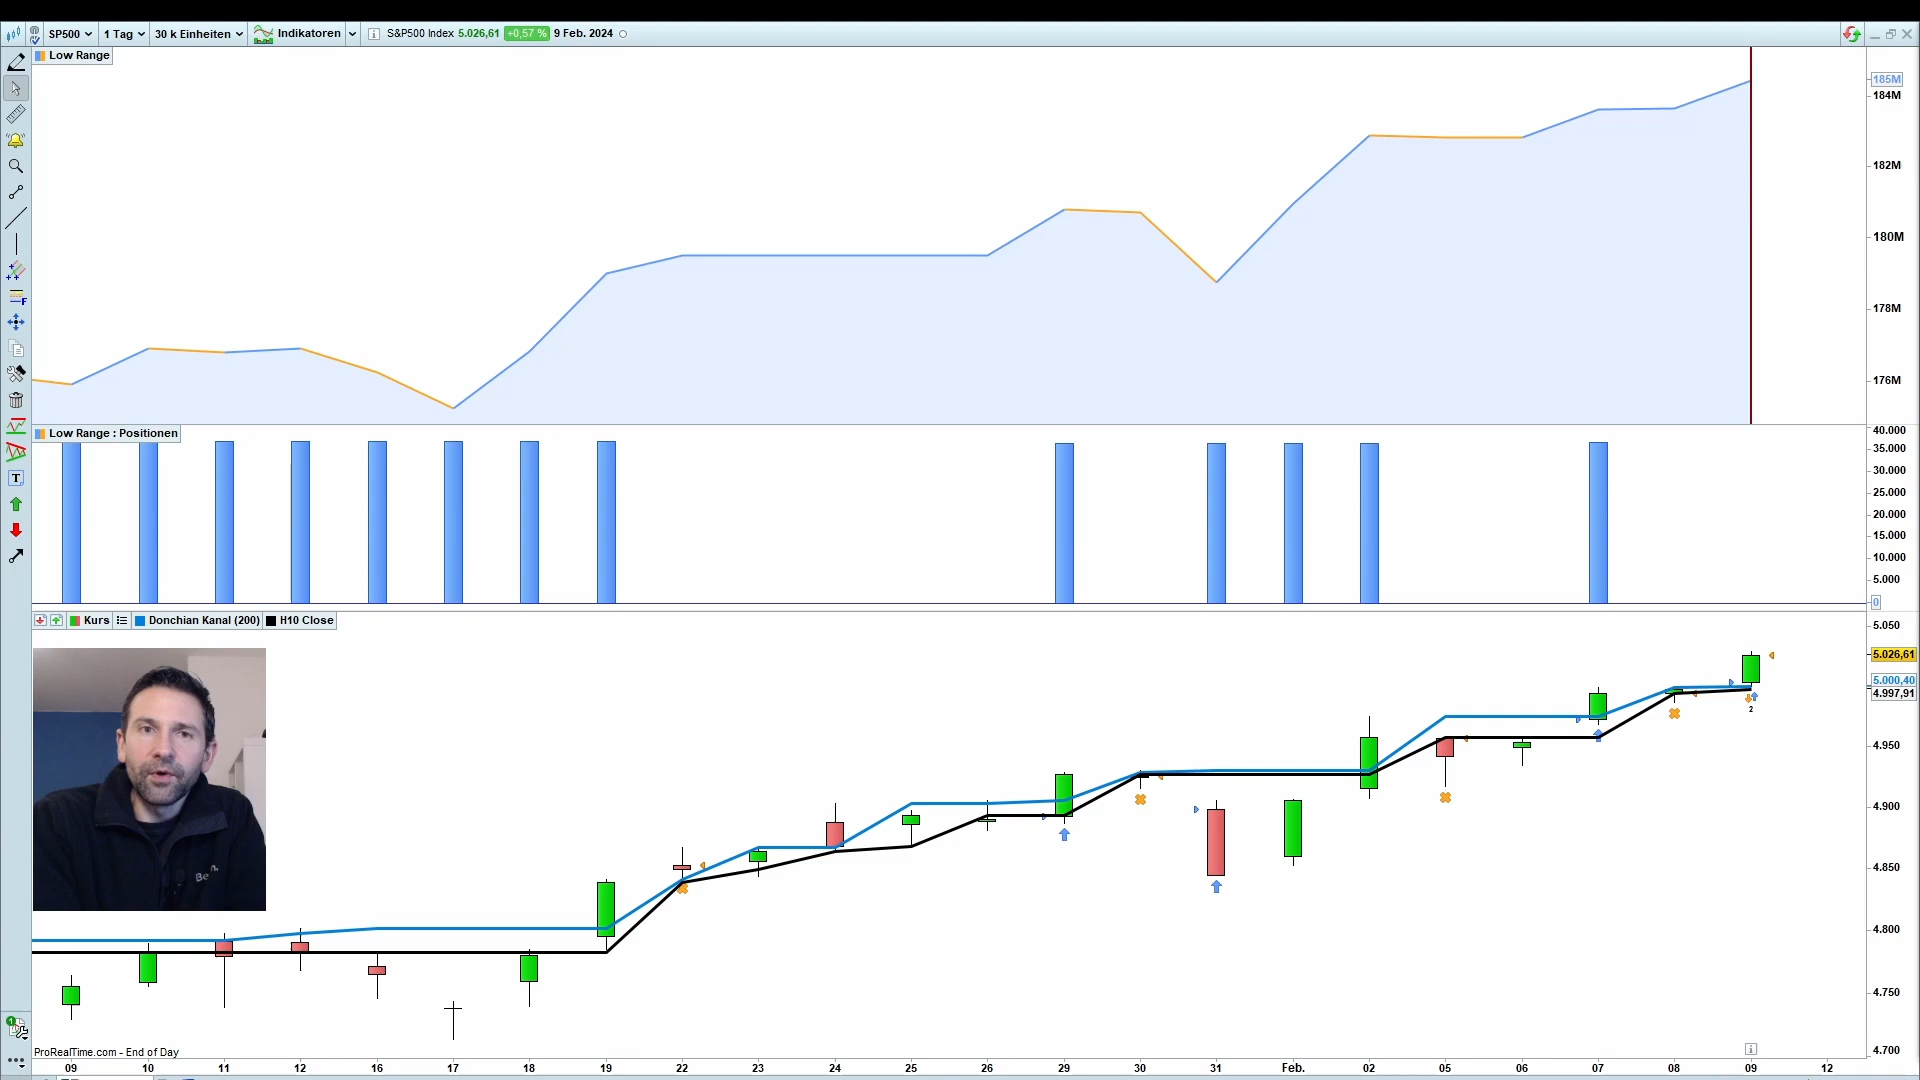 SP500 1 Tag 30 k Einheiten Indikatoren S&P500 Index 5.026,61 +0,57 % 9 Feb. 2024
Low Range
185M
184M
182M
180M
178M
176M
Low Range : Positionen
40.000
35.000
30.000
25.000
20.000
15.000
10.000
5.000
0
Kurs Donchian Kanal (200) H10 Close
5.050
5.026,61
5.000,40
4.997,91
2
4.950
4.900
4.850
4.800
4.750
4.700
ProRealTime.com - End of Day
09 10 11 12 16 17 18 19 22 23 24 25 26 29 30 31 Feb. 02 05 06 07 08 09 12